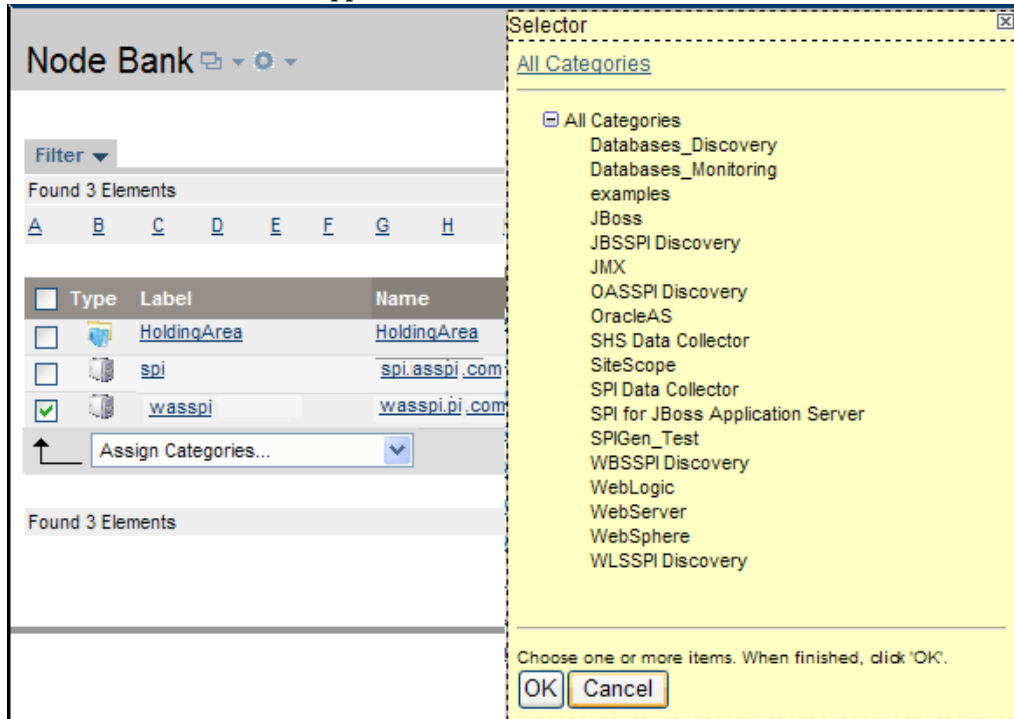 Node Bank
Filter
Found 3 Elements
A B C D E F G H
Type Label Name
HoldingArea HoldingArea
spi spi.asspi.com
wasspi wasspi.pi.com
Assign Categories...
Found 3 Elements
Selector
All Categories
All Categories
Databases_Discovery
Databases_Monitoring
examples
JBoss
JBSSPI Discovery
JMX
OASSPI Discovery
OracleAS
SHS Data Collector
SiteScope
SPI Data Collector
SPI for JBoss Application Server
SPIGen_Test
WBSSPI Discovery
WebLogic
WebServer
WebSphere
WLSSPI Discovery
Choose one or more items. When finished, click 'OK'.
OK Cancel